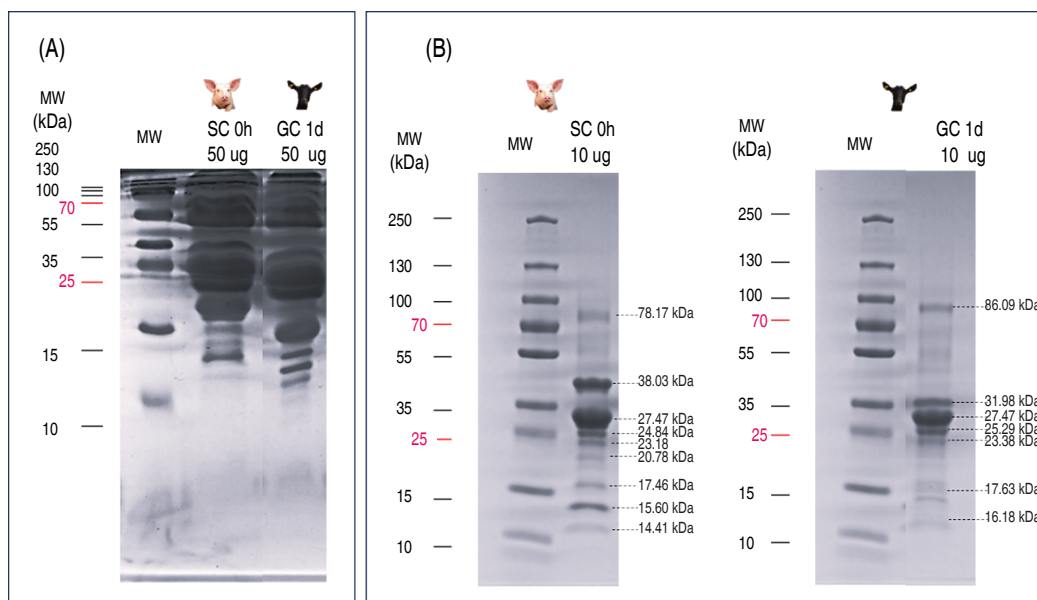 (A)
MW
(kDa)
250
130
100
70
55
35
25
15
10
MW
SC 0h
50 ug
GC 1d
50 ug
(B)
MW
(kDa)
250
130
100
70
55
35
25
15
10
MW
SC 0h
10 ug
78.17 kDa
38.03 kDa
27.47 kDa
24.84 kDa
23.18
20.78 kDa
17.46 kDa
15.60 kDa
14.41 kDa
MW
(kDa)
250
130
100
70
55
35
25
15
10
MW
GC 1d
10 ug
86.09 kDa
31.98 kDa
27.47 kDa
25.29 kDa
23.38 kDa
17.63 kDa
16.18 kDa